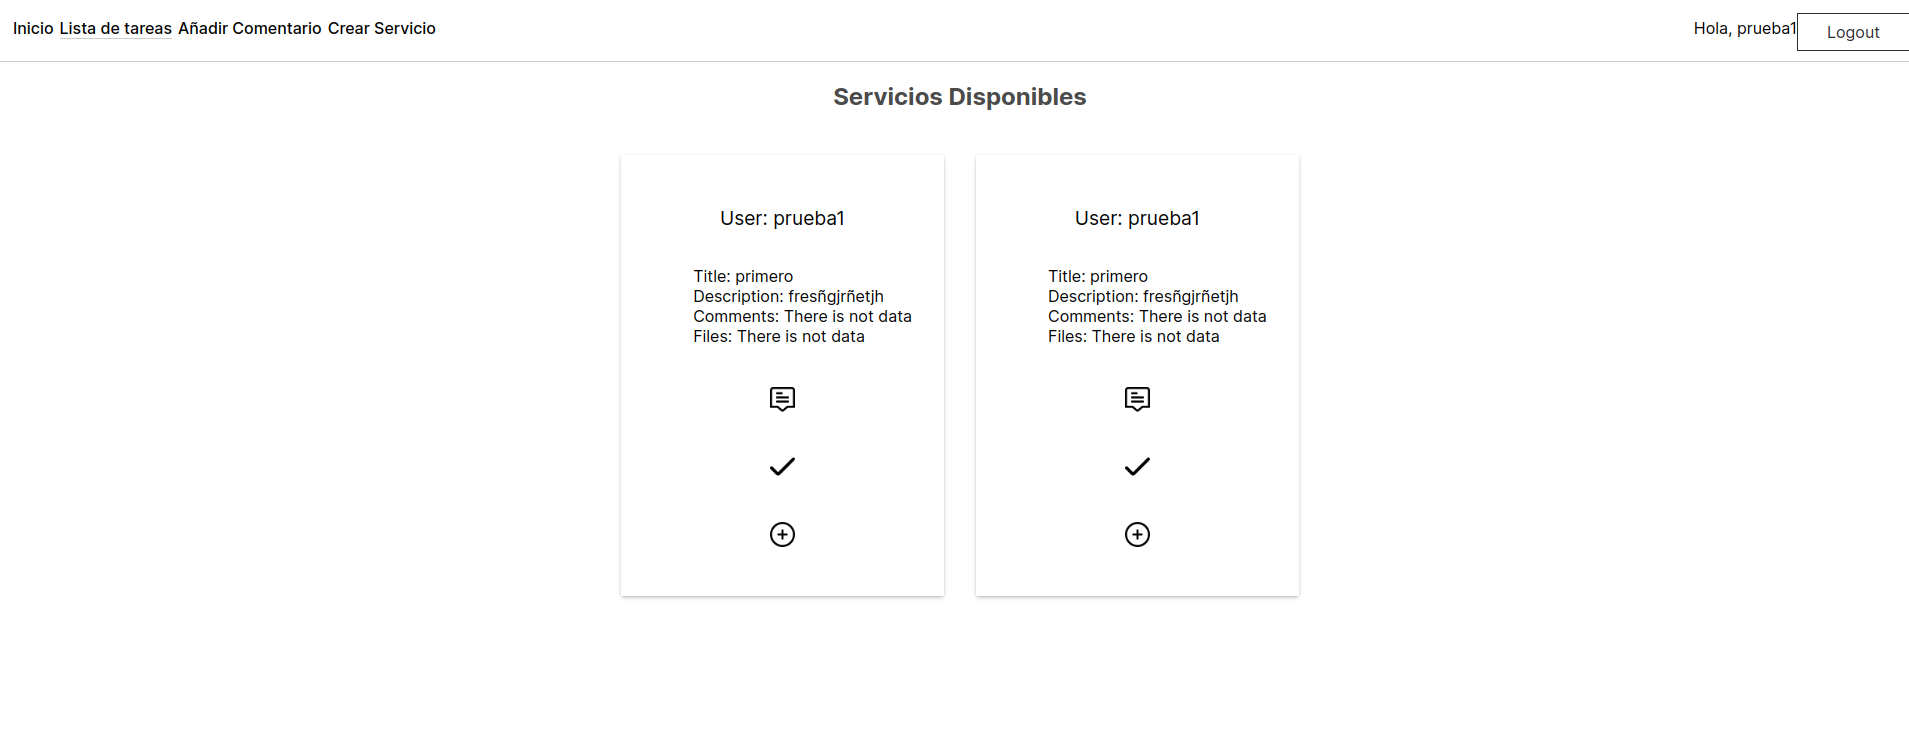 Inicio Lista de tareas Añadir Comentario Crear Servicio
Hola, prueba1 Logout
Servicios Disponibles
User: prueba1
Title: primero
Description: fresñgjrñetjh
Comments: There is not data
Files: There is not data
User: prueba1
Title: primero
Description: fresñgjrñetjh
Comments: There is not data
Files: There is not data